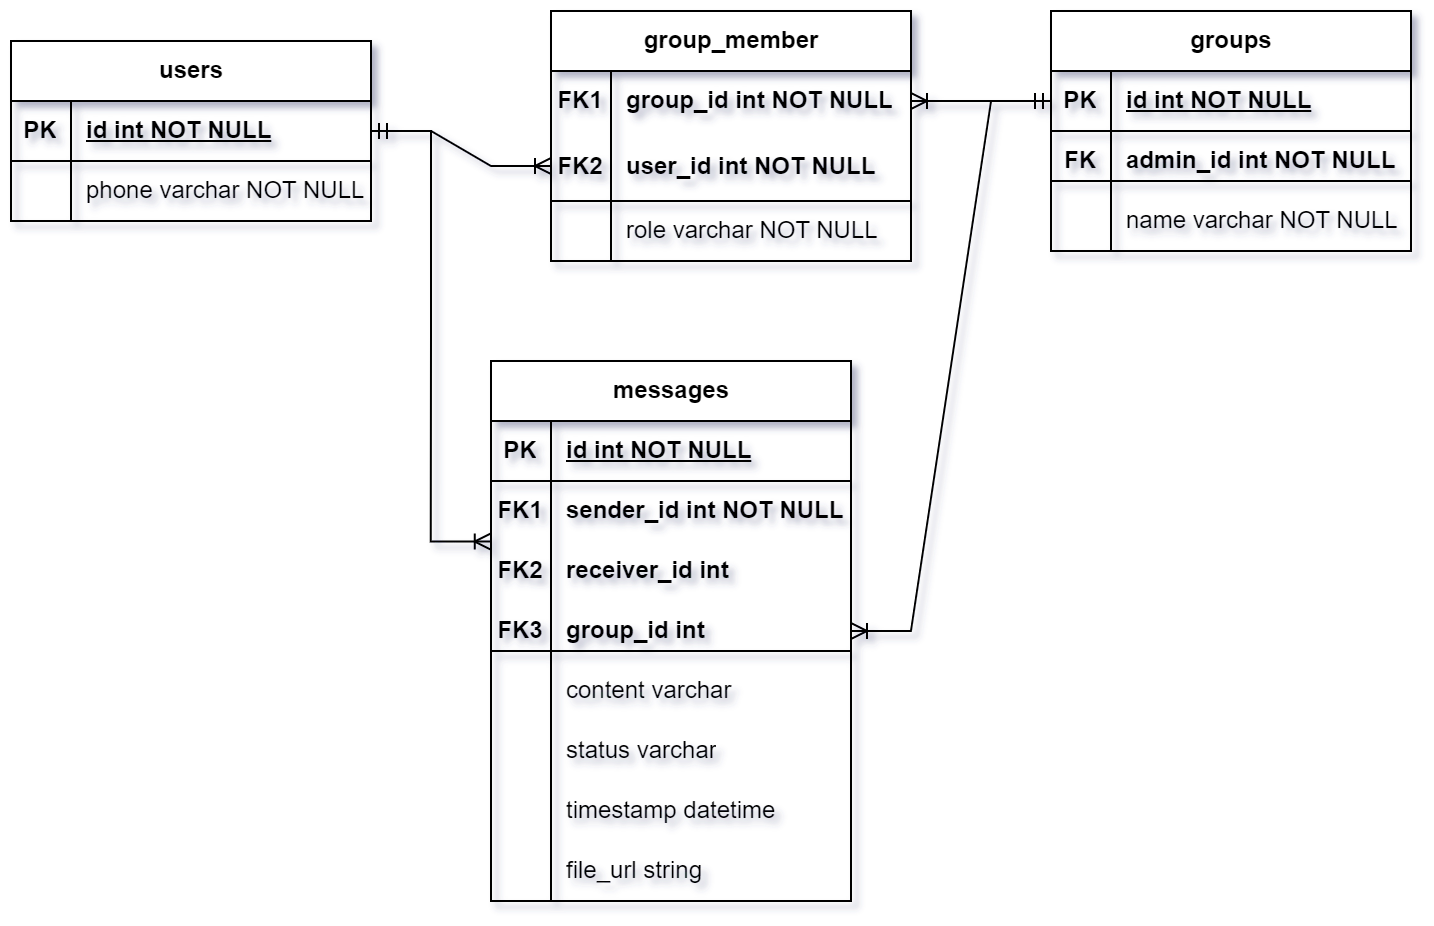 users
PK id int NOT NULL
phone varchar NOT NULL
group_member
FK1 group_id int NOT NULL
FK2 user_id int NOT NULL
role varchar NOT NULL
groups
PK id int NOT NULL
FK admin_id int NOT NULL
name varchar NOT NULL
messages
PK id int NOT NULL
FK1 sender_id int NOT NULL
FK2 receiver_id int
FK3 group_id int
content varchar
status varchar
timestamp datetime
file_url string